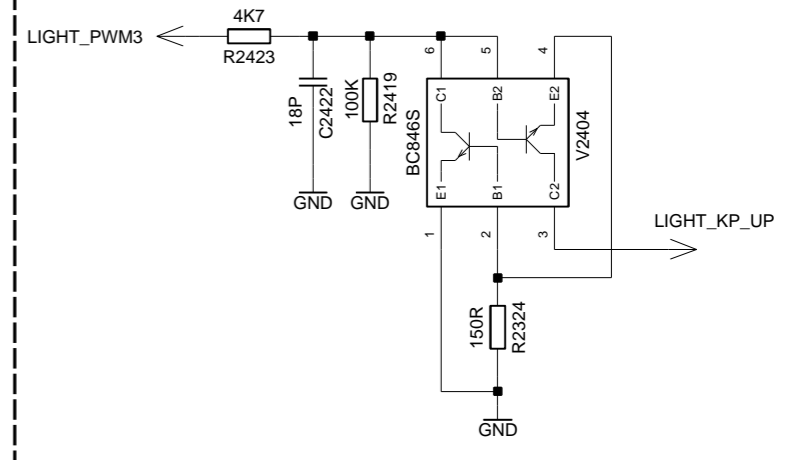 4K7
LIGHT_PWM3
R2423
6
5
4
C1
B2
E2
18P
C2422
100K
R2419
BC846S
V2404
E1
B1
C2
GND
GND
1
2
3
LIGHT_KP_UP
150R
R2324
GND